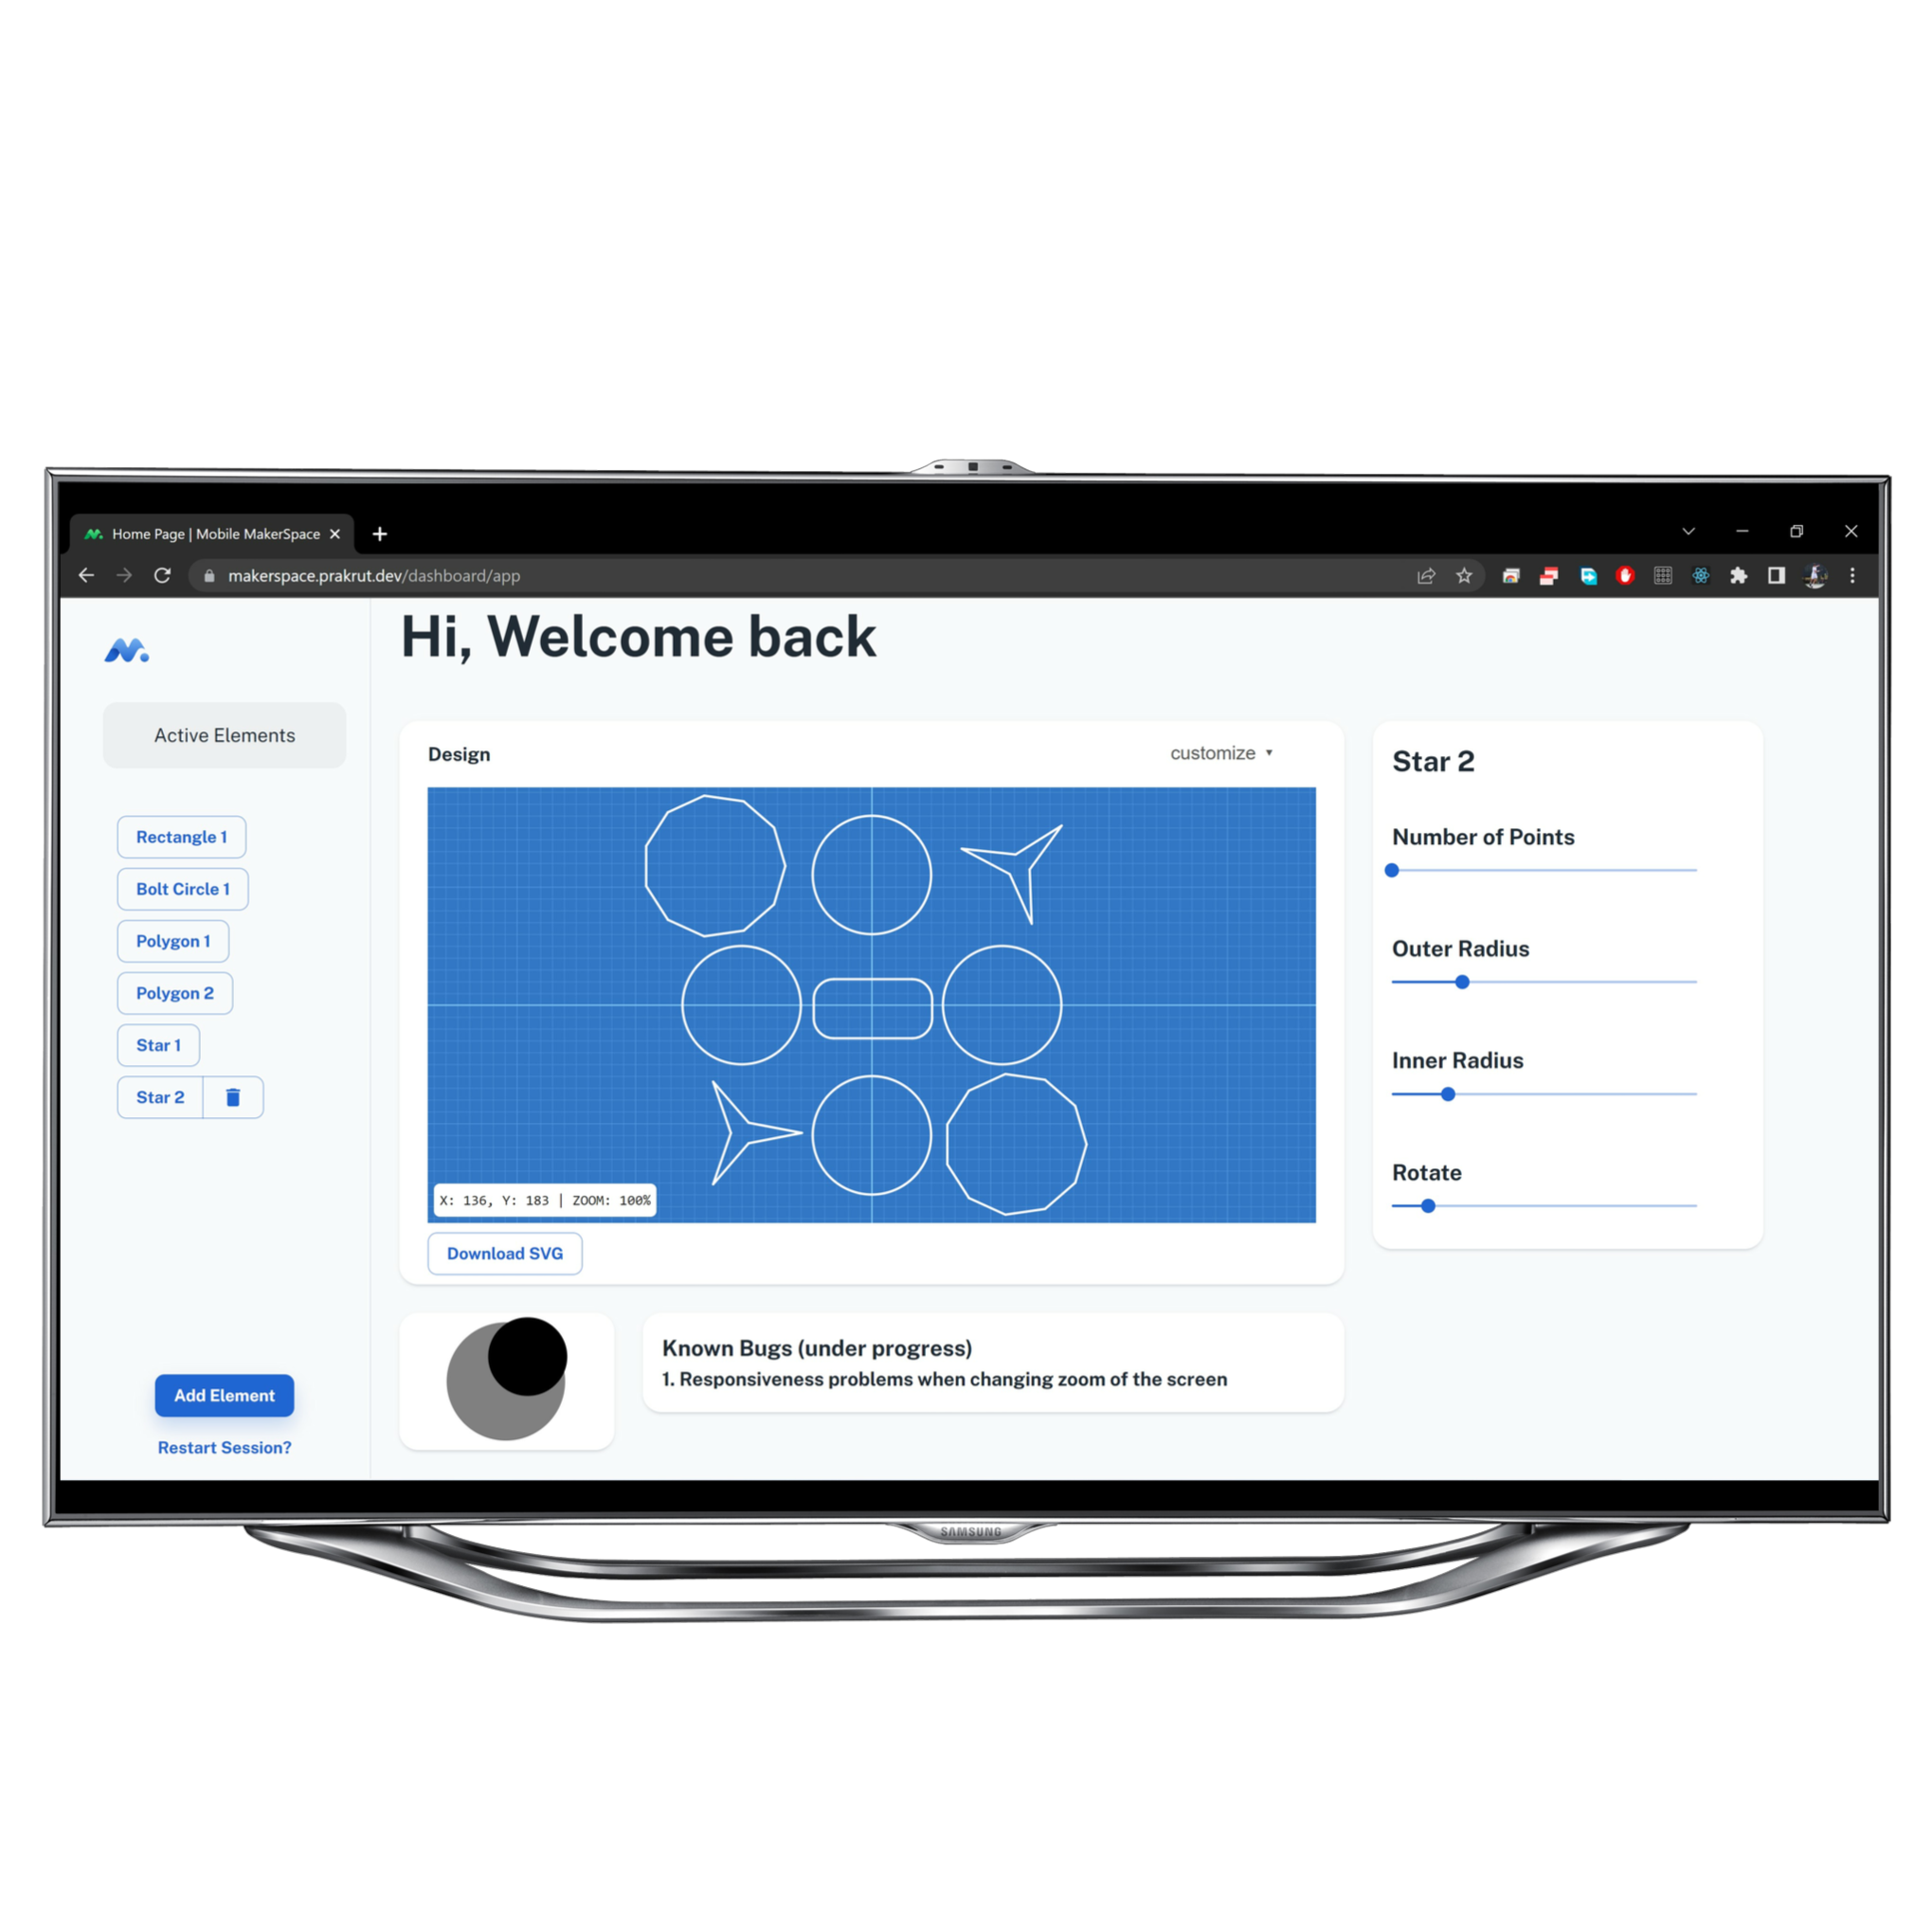 Home Page | Mobile MakerSpace
makerspace.prakrut.dev/dashboard/app
Hi, Welcome back
Active Elements
Rectangle 1
Bolt Circle 1
Polygon 1
Polygon 2
Star 1
Star 2
Add Element
Restart Session?
Design
customize
X: 136, Y: 183 | ZOOM: 100%
Download SVG
Known Bugs (under progress)
1. Responsiveness problems when changing zoom of the screen
Star 2
Number of Points
Outer Radius
Inner Radius
Rotate
SAMSUNG